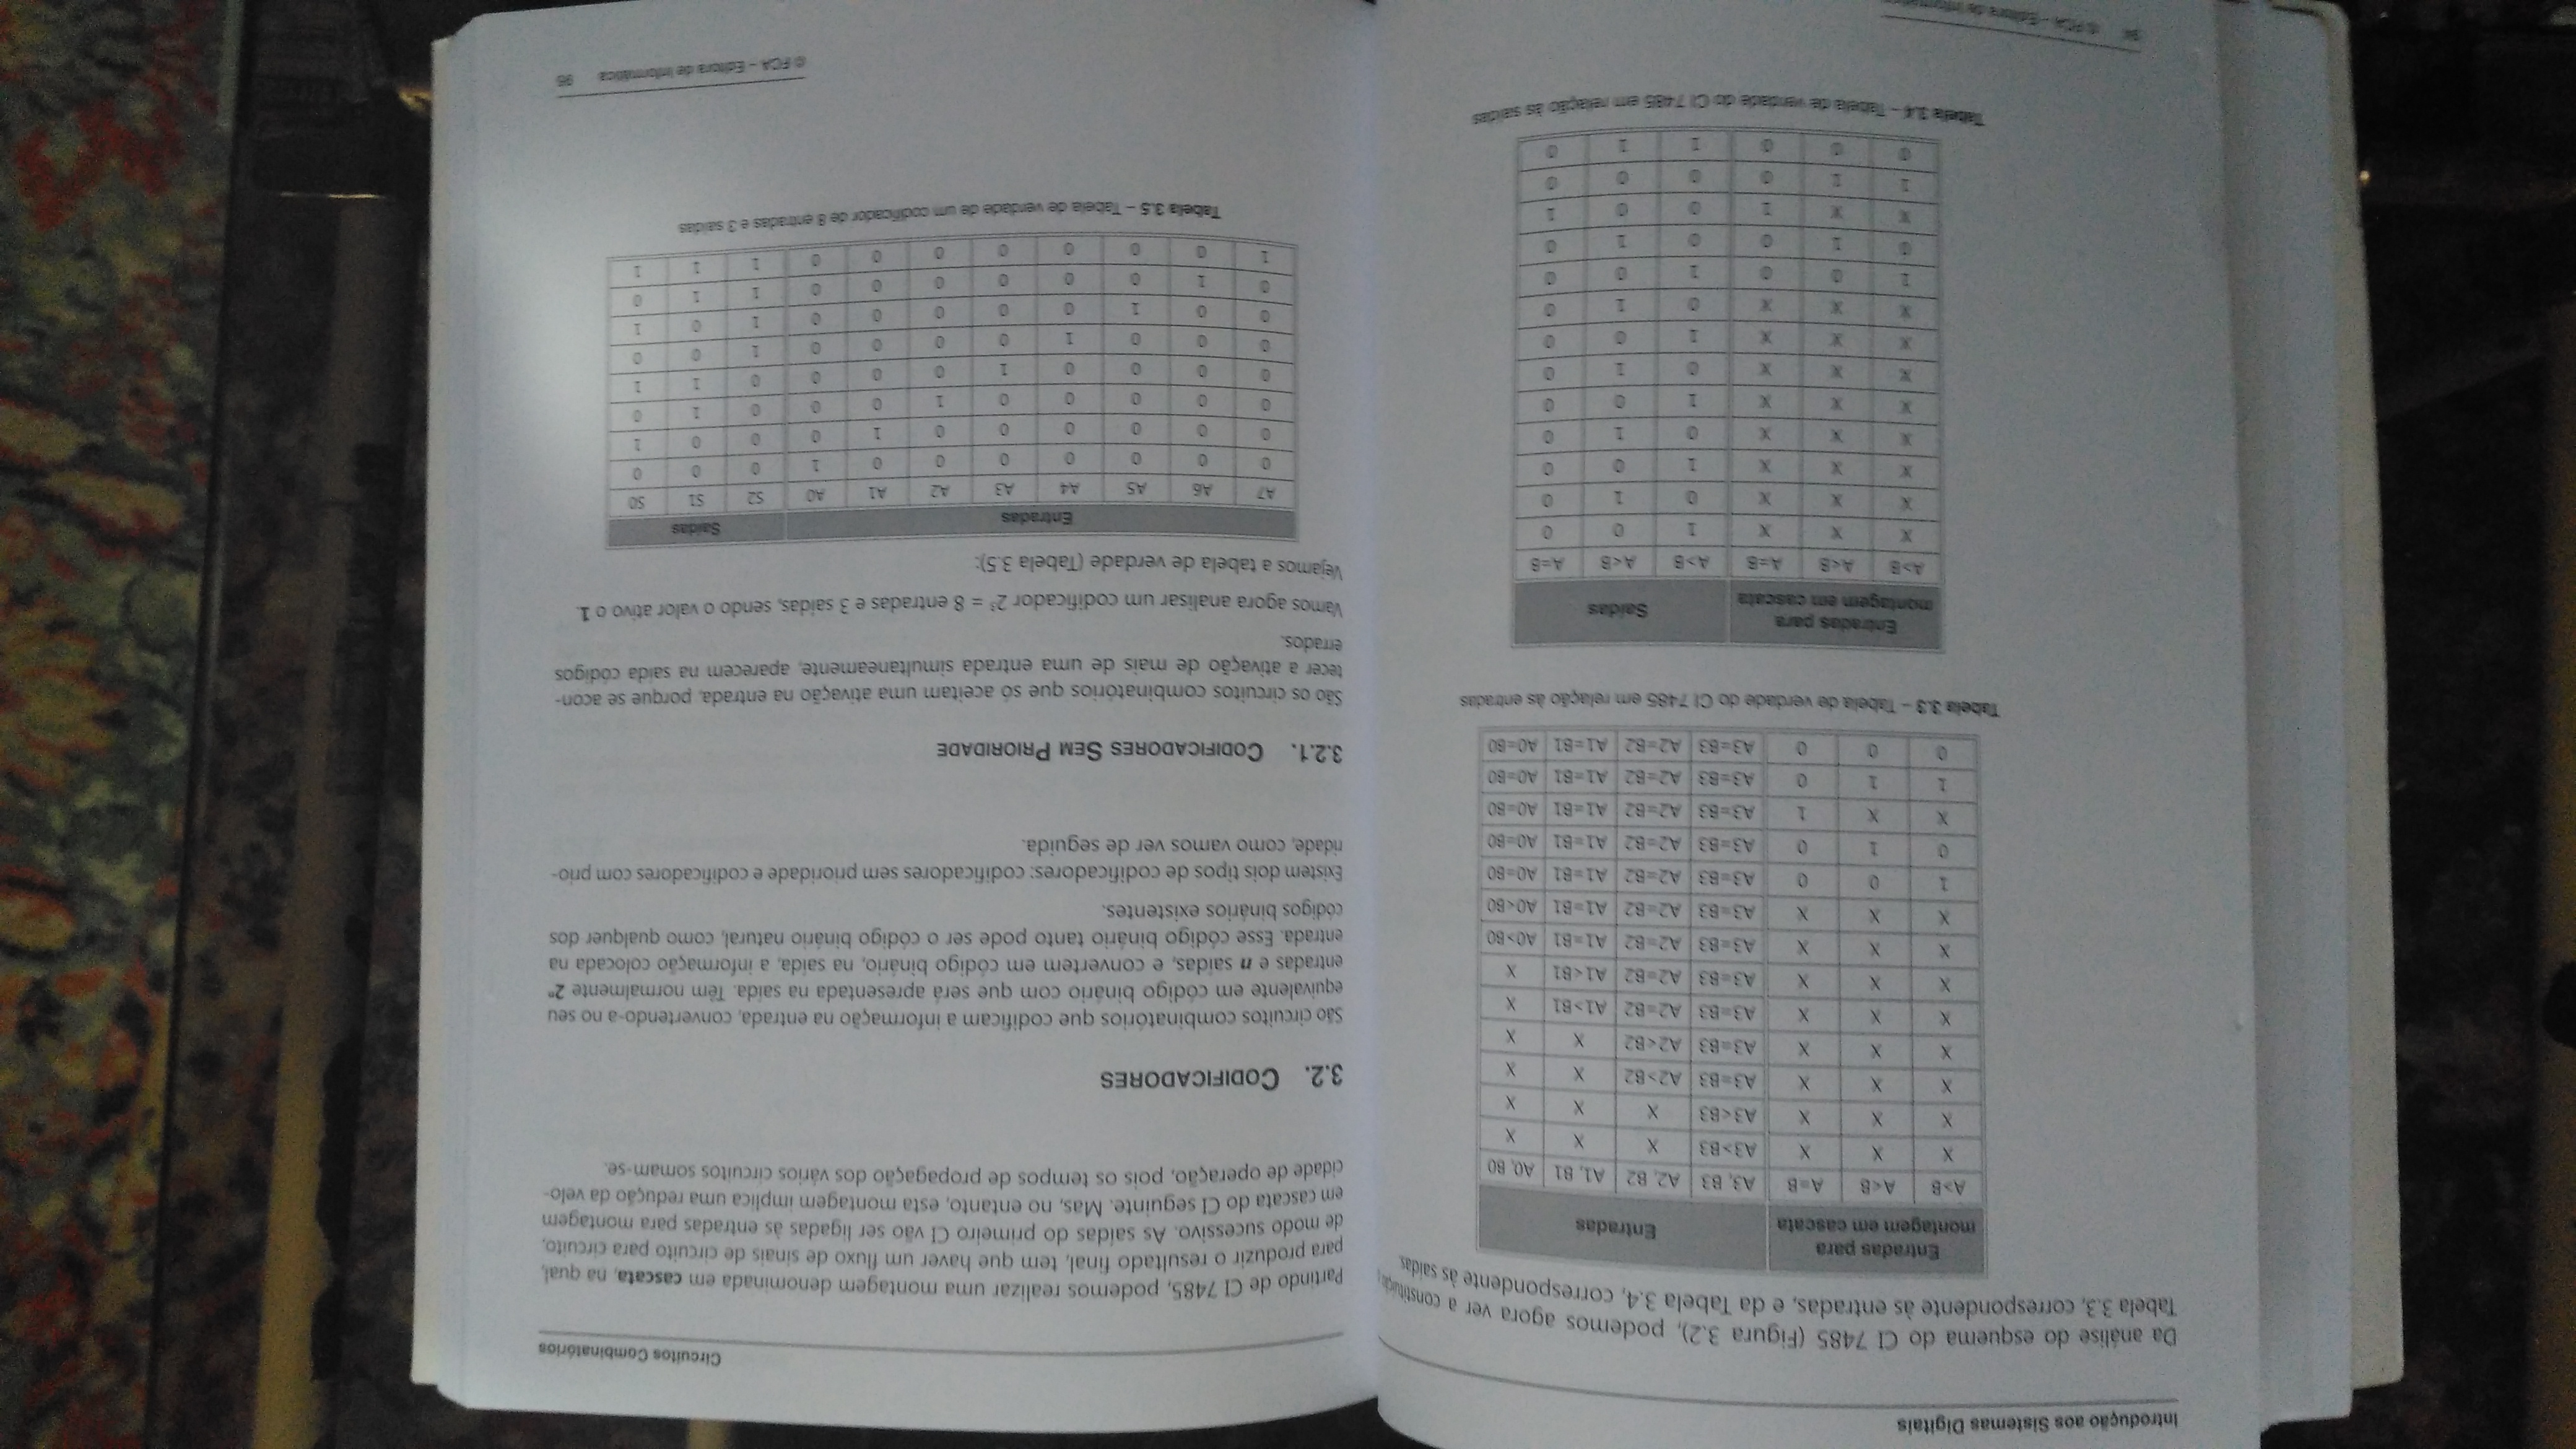 Introdução aos Sistemas Digitais
Da análise do esquema do CI 7485 (Figura 3.2), podemos agora ver a constituição
Tabela 3.3, correspondente às entradas, e da Tabela 3.4, correspondente às saídas.
Entradas para montagem em cascata Entradas
A>B A<B A=B A3, B3 A2, B2 A1, B1 A0, B0
X X X A3>B3 X X X
X X X A3<B3 X X X
X X X A3=B3 A2>B2 X X
X X X A3=B3 A2<B2 X X
X X X A3=B3 A2=B2 A1>B1 X
X X X A3=B3 A2=B2 A1<B1 X
X X X A3=B3 A2=B2 A1=B1 A0>B0
X X X A3=B3 A2=B2 A1=B1 A0<B0
1 0 0 A3=B3 A2=B2 A1=B1 A0=B0
0 1 0 A3=B3 A2=B2 A1=B1 A0=B0
X X 1 A3=B3 A2=B2 A1=B1 A0=B0
1 1 0 A3=B3 A2=B2 A1=B1 A0=B0
0 0 0 A3=B3 A2=B2 A1=B1 A0=B0
Tabela 3.3 – Tabela de verdade do CI 7485 em relação às entradas
Entradas para montagem em cascata Saídas
A>B A<B A=B A>B A<B A=B
X X X 1 0 0
X X X 0 1 0
X X X 1 0 0
X X X 0 1 0
X X X 1 0 0
X X X 0 1 0
X X X 1 0 0
X X X 0 1 0
1 0 0 1 0 0
0 1 0 0 1 0
X X 1 0 0 1
1 1 0 0 0 0
0 0 0 1 1 0
Tabela 3.4 – Tabela de verdade do CI 7485 em relação às saídas
94 © FCA – Editora de
Circuitos Combinatórios
Partindo de CI 7485, podemos realizar uma montagem denominada em cascata, na qual,
para produzir o resultado final, tem que haver um fluxo de sinais de circuito para circuito,
de modo sucessivo. As saídas do primeiro CI vão ser ligadas às entradas para montagem
em cascata do CI seguinte. Mas, no entanto, esta montagem implica uma redução da velo-
cidade de operação, pois os tempos de propagação dos vários circuitos somam-se.
3.2. CODIFICADORES
São circuitos combinatórios que codificam a informação na entrada, convertendo-a no seu
equivalente em código binário com que será apresentada na saída. Têm normalmente 2ⁿ
entradas e n saídas, e convertem em código binário, na saída, a informação colocada na
entrada. Esse código binário tanto pode ser o código binário natural, como qualquer dos
códigos binários existentes.
Existem dois tipos de codificadores: codificadores sem prioridade e codificadores com prio-
ridade, como vamos ver de seguida.
3.2.1. CODIFICADORES SEM PRIORIDADE
São os circuitos combinatórios que só aceitam uma ativação na entrada, porque se acon-
tecer a ativação de mais de uma entrada simultaneamente, aparecem na saída códigos
errados.
Vamos agora analisar um codificador 2³ = 8 entradas e 3 saídas, sendo o valor ativo o 1.
Vejamos a tabela de verdade (Tabela 3.5):
Entradas Saídas
A7 A6 A5 A4 A3 A2 A1 A0 S2 S1 S0
0 0 0 0 0 0 0 1 0 0 0
0 0 0 0 0 0 1 0 0 0 1
0 0 0 0 0 1 0 0 0 1 0
0 0 0 0 1 0 0 0 0 1 1
0 0 0 1 0 0 0 0 1 0 0
0 0 1 0 0 0 0 0 1 0 1
0 1 0 0 0 0 0 0 1 1 0
1 0 0 0 0 0 0 0 1 1 1
Tabela 3.5 – Tabela de verdade de um codificador de 8 entradas e 3 saídas
© FCA – Editora de Informática 95